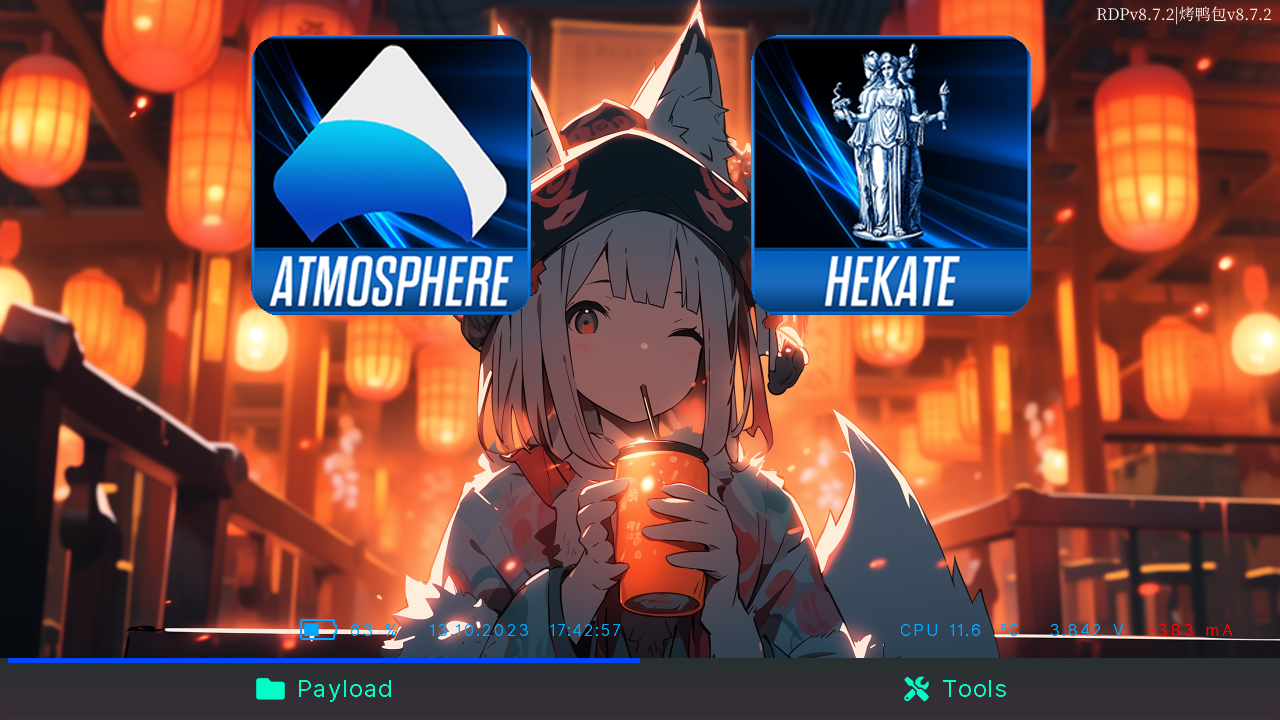 RDPv8.7.2|烤鸭包v8.7.2
ATMOSPHERE
HEKATE
63 %
13.10.2023
17:42:57
CPU 11.6 °C
3.842 V
-383 mA
Payload
Tools